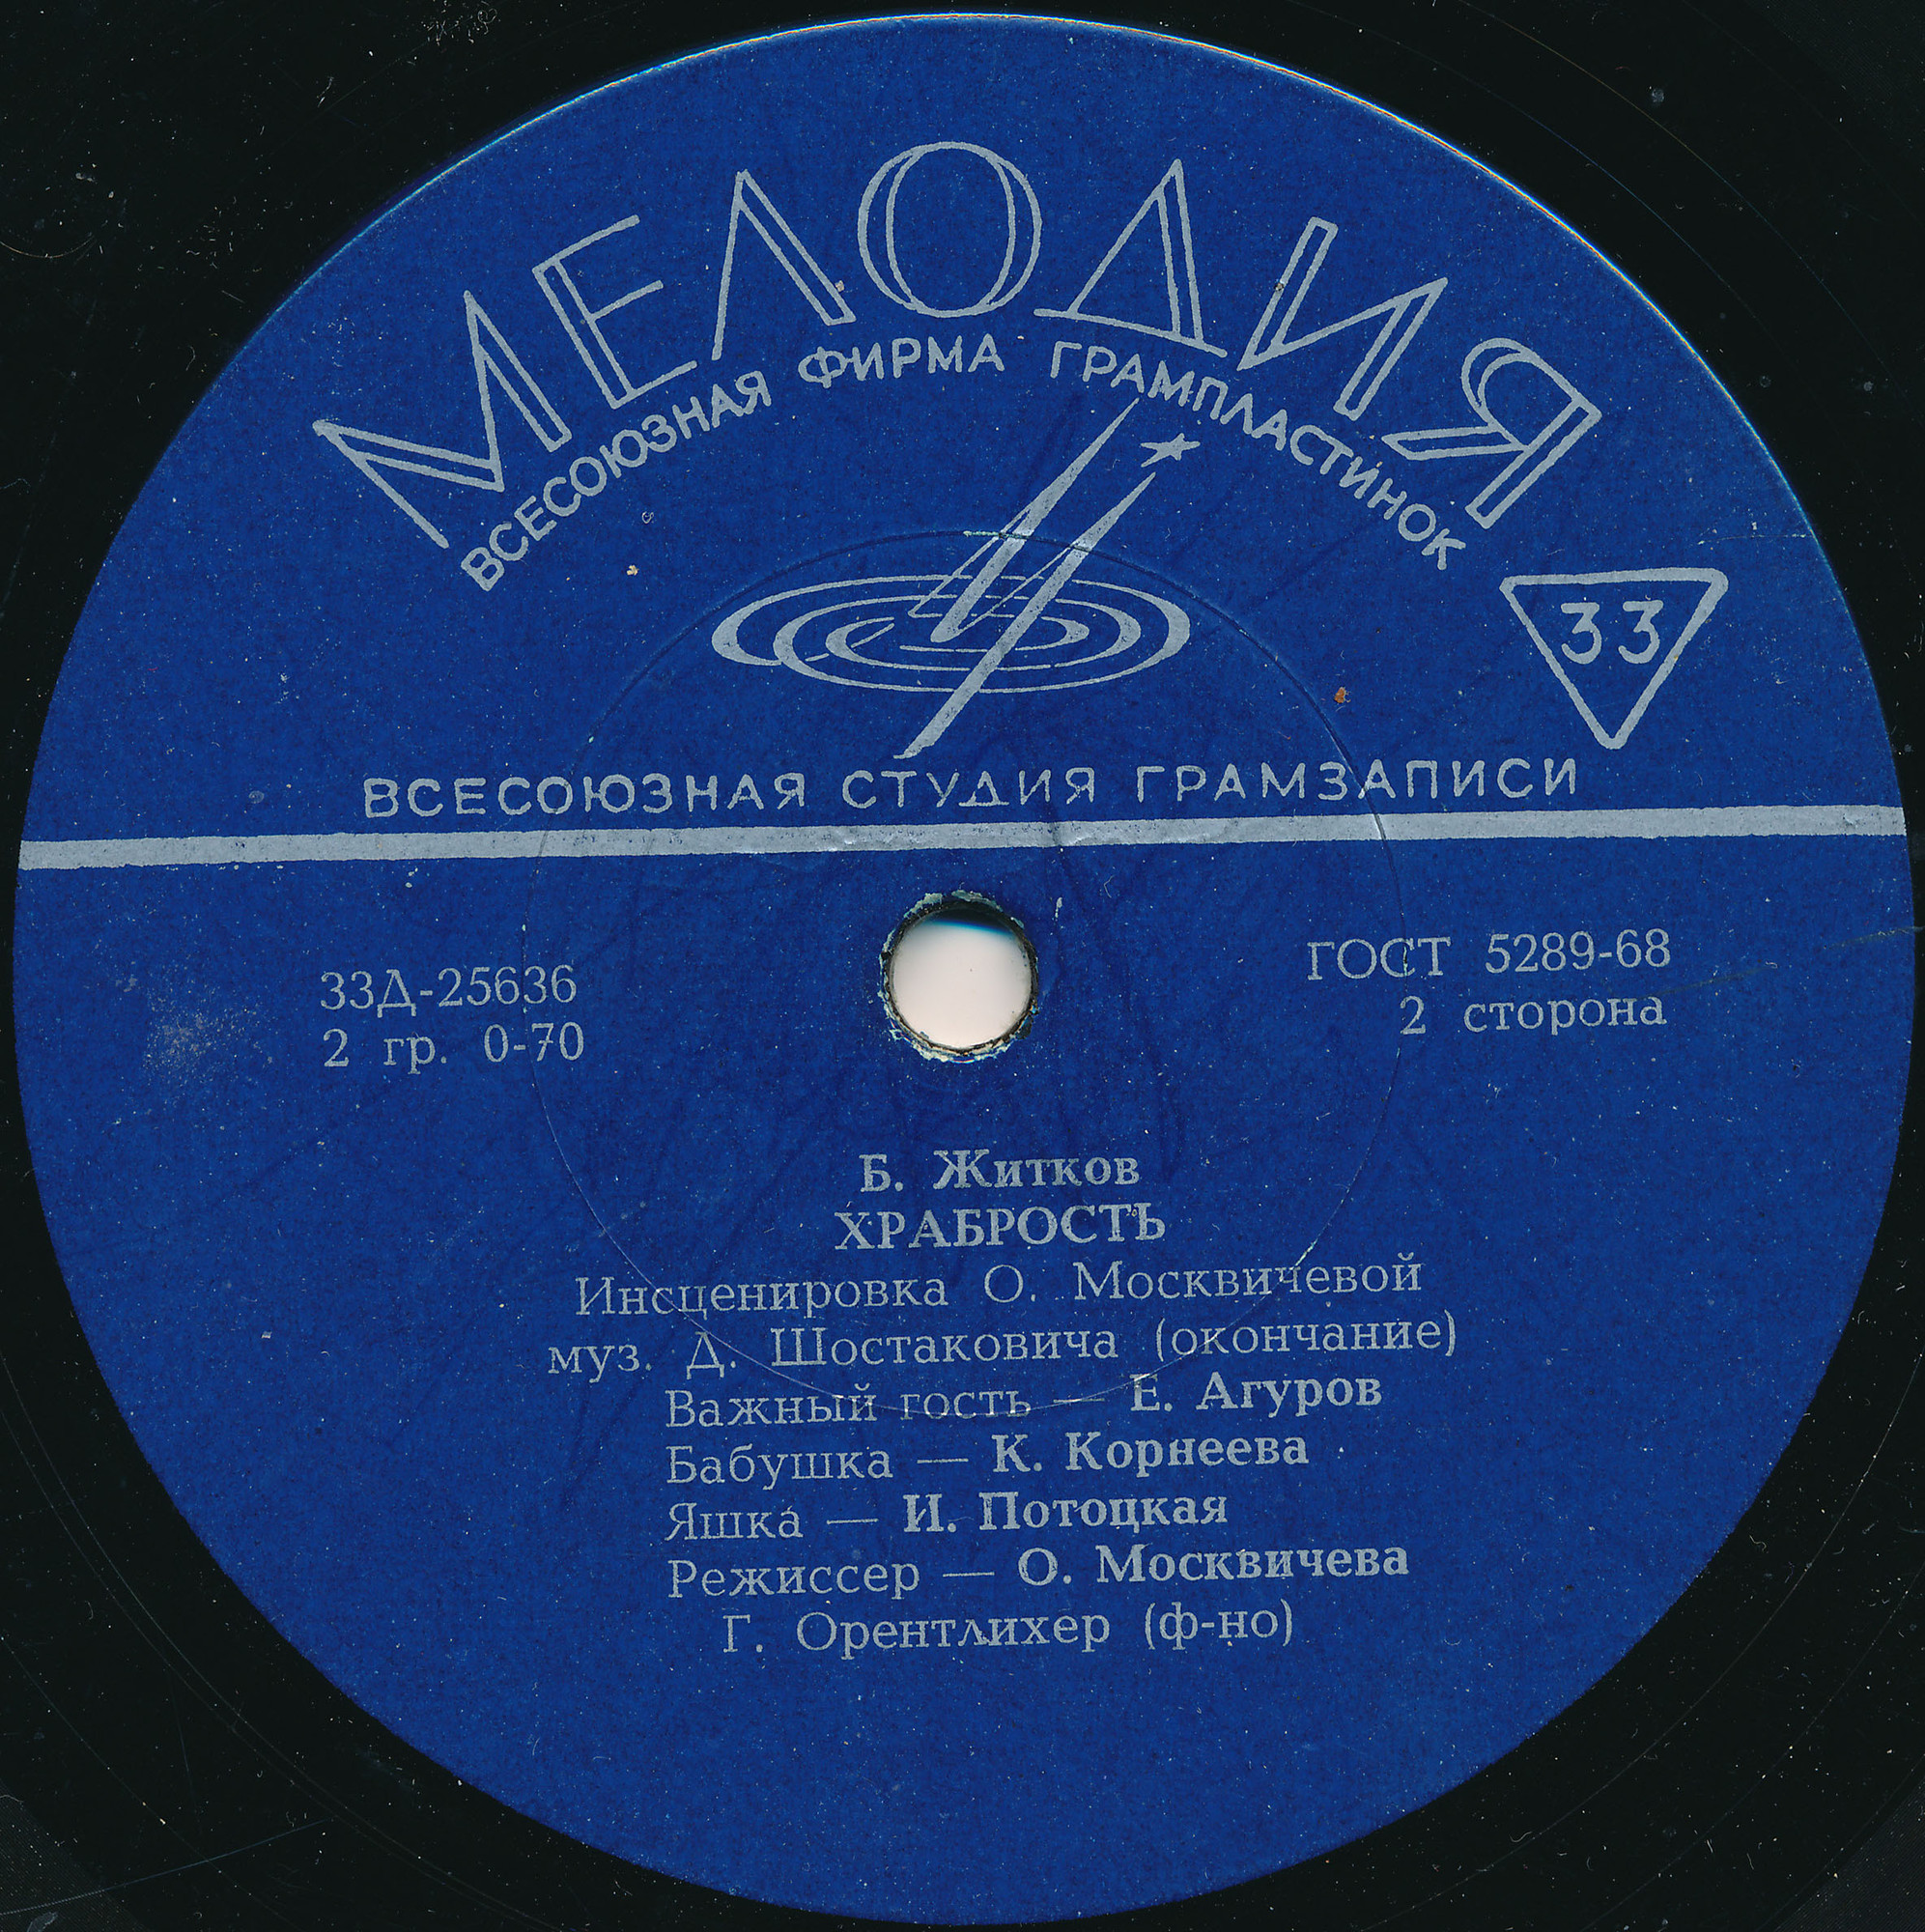 МЕЛОДИЯ
ВСЕСОЮЗНАЯ ФИРМА ГРАМПЛАСТИНОК
33
ВСЕСОЮЗНАЯ СТУДИЯ ГРАМЗАПИСИ
33Д-25636
2 гр. 0-70
ГОСТ 5289-68
2 сторона
Б. Житков
ХРАБРОСТЬ
Инсценировка О. Москвичевой
муз. Д. Шостаковича (окончание)
Важный гость — Е. Агуров
Бабушка — К. Корнеева
Яшка — И. Потоцкая
Режиссер — О. Москвичева
Г. Орентлихер (ф-но)